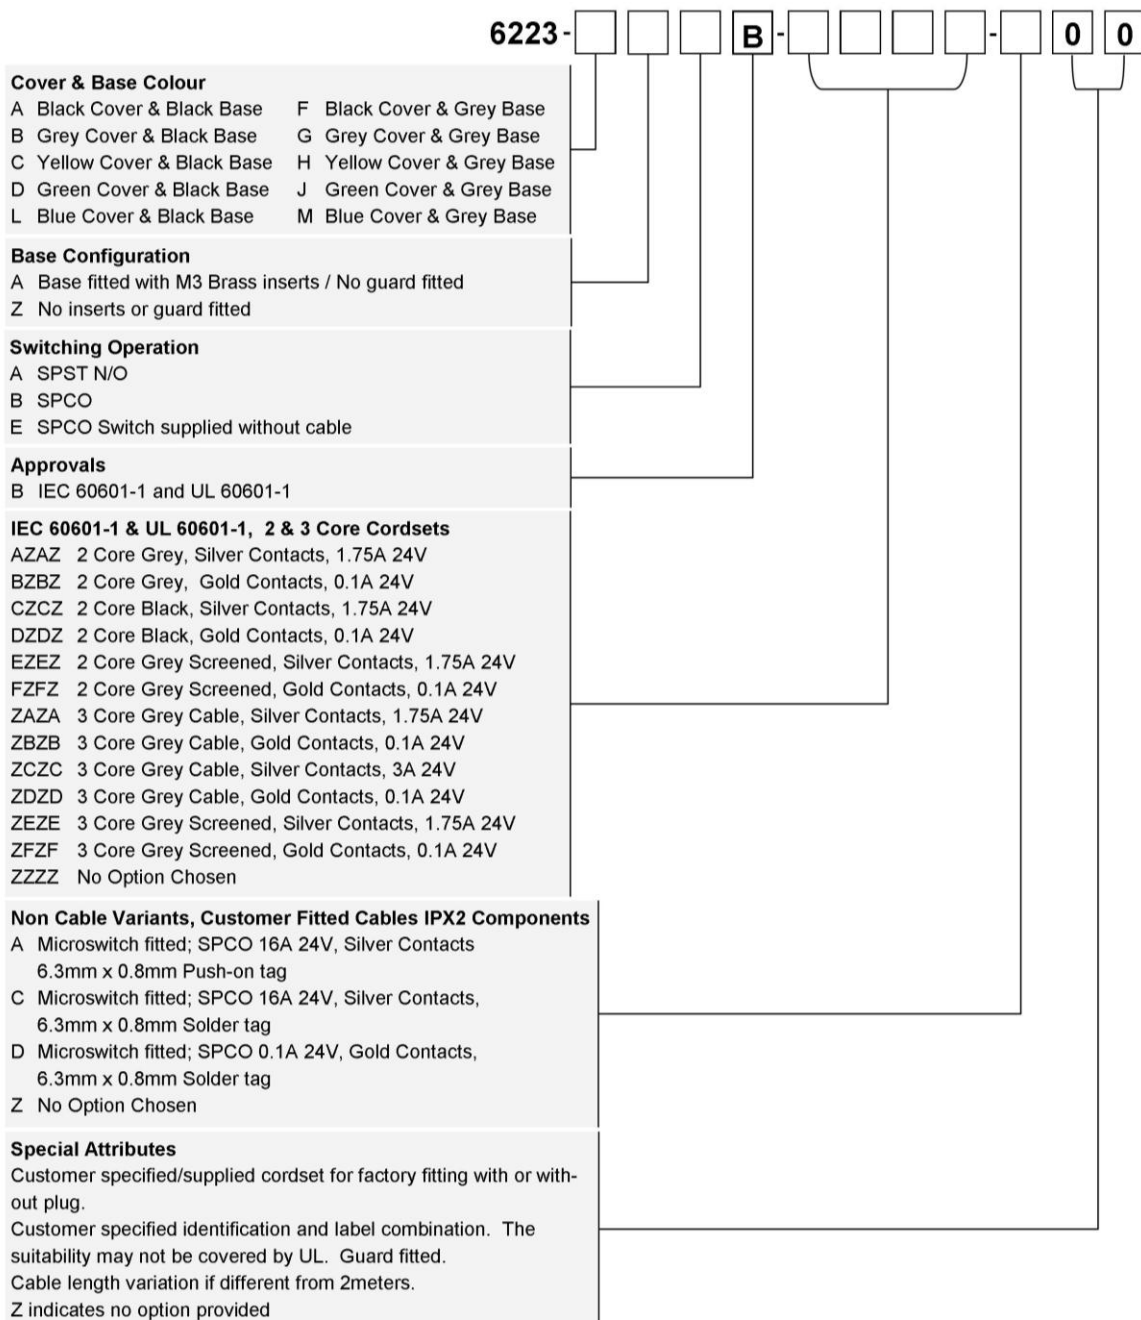 6223- B - - 0 0
Cover & Base Colour
A Black Cover & Black Base F Black Cover & Grey Base
B Grey Cover & Black Base G Grey Cover & Grey Base
C Yellow Cover & Black Base H Yellow Cover & Grey Base
D Green Cover & Black Base J Green Cover & Grey Base
L Blue Cover & Black Base M Blue Cover & Grey Base
Base Configuration
A Base fitted with M3 Brass inserts / No guard fitted
Z No inserts or guard fitted
Switching Operation
A SPST N/O
B SPCO
E SPCO Switch supplied without cable
Approvals
B IEC 60601-1 and UL 60601-1
IEC 60601-1 & UL 60601-1, 2 & 3 Core Cordsets
AZAZ 2 Core Grey, Silver Contacts, 1.75A 24V
BZBZ 2 Core Grey, Gold Contacts, 0.1A 24V
CZCZ 2 Core Black, Silver Contacts, 1.75A 24V
DZDZ 2 Core Black, Gold Contacts, 0.1A 24V
EZEZ 2 Core Grey Screened, Silver Contacts, 1.75A 24V
FZFZ 2 Core Grey Screened, Gold Contacts, 0.1A 24V
ZAZA 3 Core Grey Cable, Silver Contacts, 1.75A 24V
ZBZB 3 Core Grey Cable, Gold Contacts, 0.1A 24V
ZCZC 3 Core Grey Cable, Silver Contacts, 3A 24V
ZDZD 3 Core Grey Cable, Gold Contacts, 0.1A 24V
ZEZE 3 Core Grey Screened, Silver Contacts, 1.75A 24V
ZFZF 3 Core Grey Screened, Gold Contacts, 0.1A 24V
ZZZZ No Option Chosen
Non Cable Variants, Customer Fitted Cables IPX2 Components
A Microswitch fitted; SPCO 16A 24V, Silver Contacts
6.3mm x 0.8mm Push-on tag
C Microswitch fitted; SPCO 16A 24V, Silver Contacts,
6.3mm x 0.8mm Solder tag
D Microswitch fitted; SPCO 0.1A 24V, Gold Contacts,
6.3mm x 0.8mm Solder tag
Z No Option Chosen
Special Attributes
Customer specified/supplied cordset for factory fitting with or with-
out plug.
Customer specified identification and label combination. The
suitability may not be covered by UL. Guard fitted.
Cable length variation if different from 2meters.
Z indicates no option provided